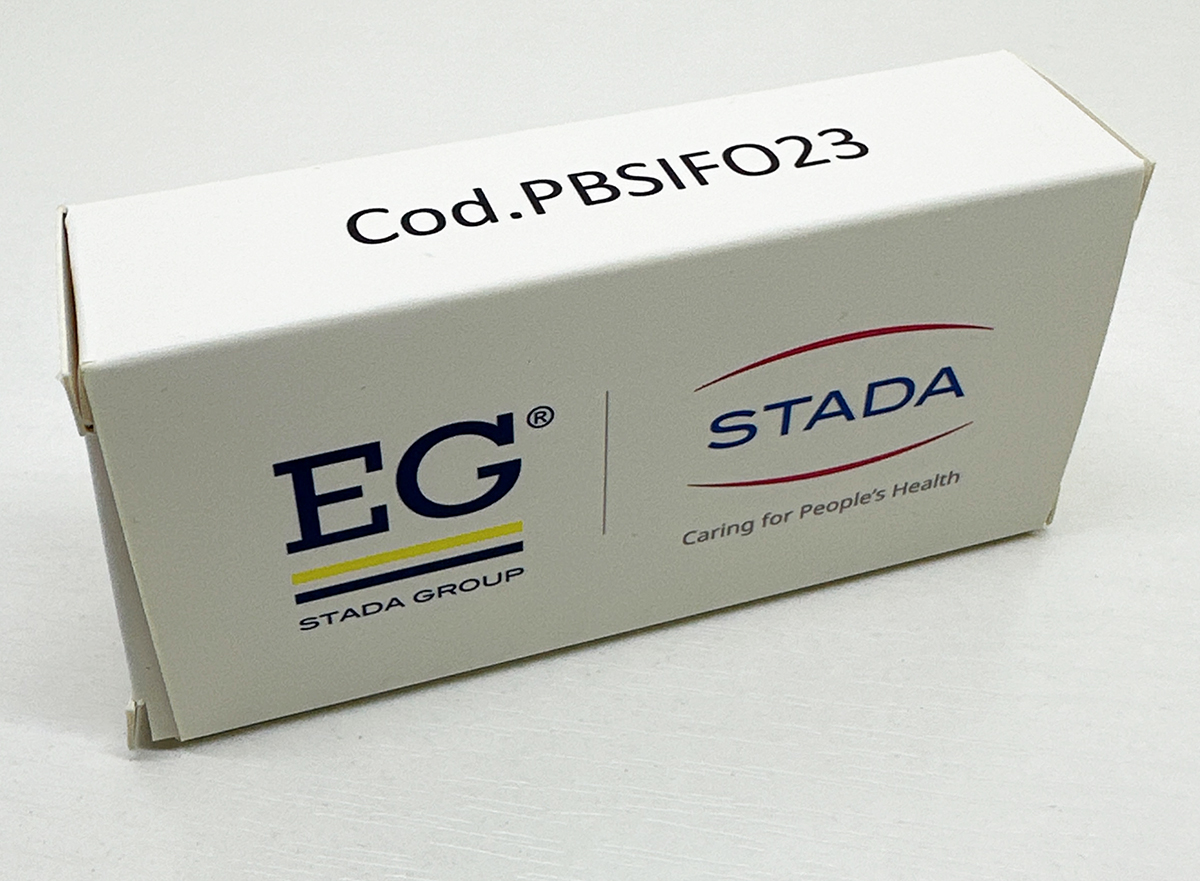 Cod.PBSIFO23
EG®
STADA GROUP
STADA
Caring for People's Health